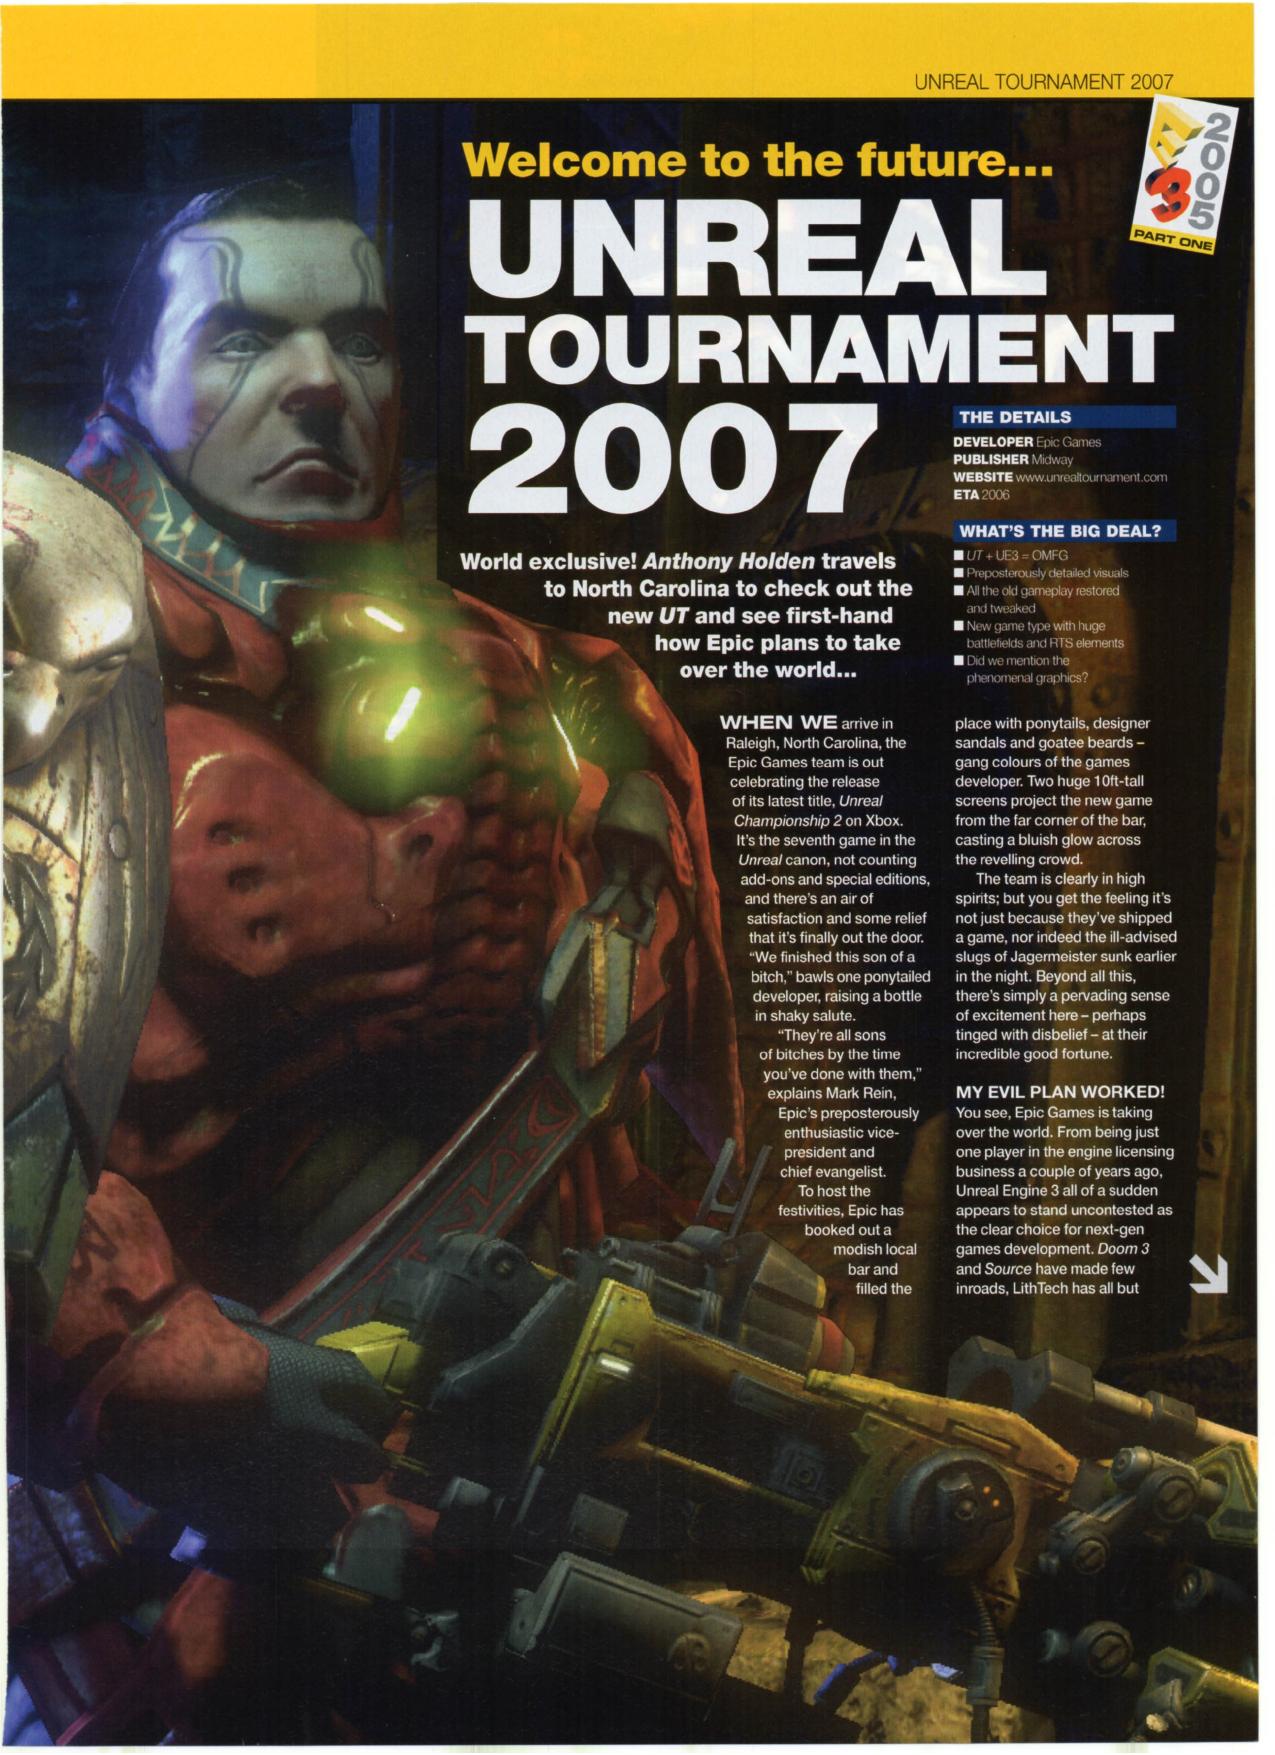 UNREAL TOURNAMENT 2007
E3
2005
PART ONE
Welcome to the future...
UNREAL
TOURNAMENT
2007
World exclusive! Anthony Holden travels
to North Carolina to check out the
new UT and see first-hand
how Epic plans to take
over the world...
THE DETAILS
DEVELOPER Epic Games
PUBLISHER Midway
WEBSITE www.unrealtournament.com
ETA 2006
WHAT'S THE BIG DEAL?
■ UT + UE3 = OMFG
■ Preposterously detailed visuals
■ All the old gameplay restored
and tweaked
■ New game type with huge
battlefields and RTS elements
■ Did we mention the
phenomenal graphics?
WHEN WE arrive in
Raleigh, North Carolina, the
Epic Games team is out
celebrating the release
of its latest title, Unreal
Championship 2 on Xbox.
It's the seventh game in the
Unreal canon, not counting
add-ons and special editions,
and there's an air of
satisfaction and some relief
that it's finally out the door.
"We finished this son of a
bitch," bawls one ponytailed
developer, raising a bottle
in shaky salute.
"They're all sons
of bitches by the time
you've done with them,"
explains Mark Rein,
Epic's preposterously
enthusiastic vice-
president and
chief evangelist.
To host the
festivities, Epic has
booked out a
modish local
bar and
filled the
place with ponytails, designer
sandals and goatee beards –
gang colours of the games
developer. Two huge 10ft-tall
screens project the new game
from the far corner of the bar,
casting a bluish glow across
the revelling crowd.
The team is clearly in high
spirits; but you get the feeling it's
not just because they've shipped
a game, nor indeed the ill-advised
slugs of Jagermeister sunk earlier
in the night. Beyond all this,
there's simply a pervading sense
of excitement here – perhaps
tinged with disbelief – at their
incredible good fortune.
MY EVIL PLAN WORKED!
You see, Epic Games is taking
over the world. From being just
one player in the engine licensing
business a couple of years ago,
Unreal Engine 3 all of a sudden
appears to stand uncontested as
the clear choice for next-gen
games development. Doom 3
and Source have made few
inroads, LithTech has all but